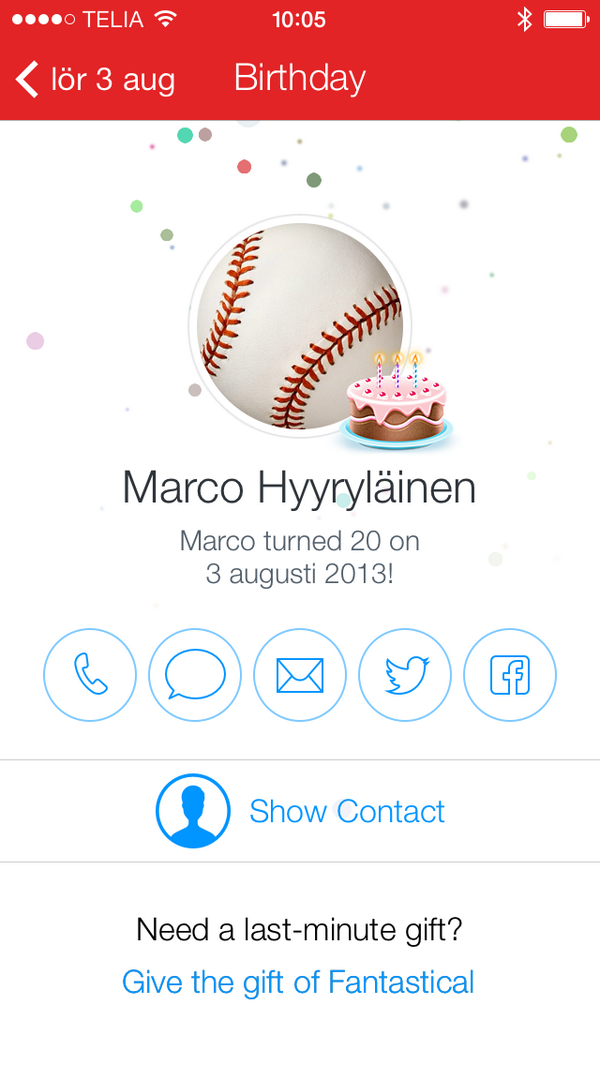 TELIA 10:05
lör 3 aug Birthday
Marco Hyyryläinen
Marco turned 20 on
3 augusti 2013!
Show Contact
Need a last-minute gift?
Give the gift of Fantastical